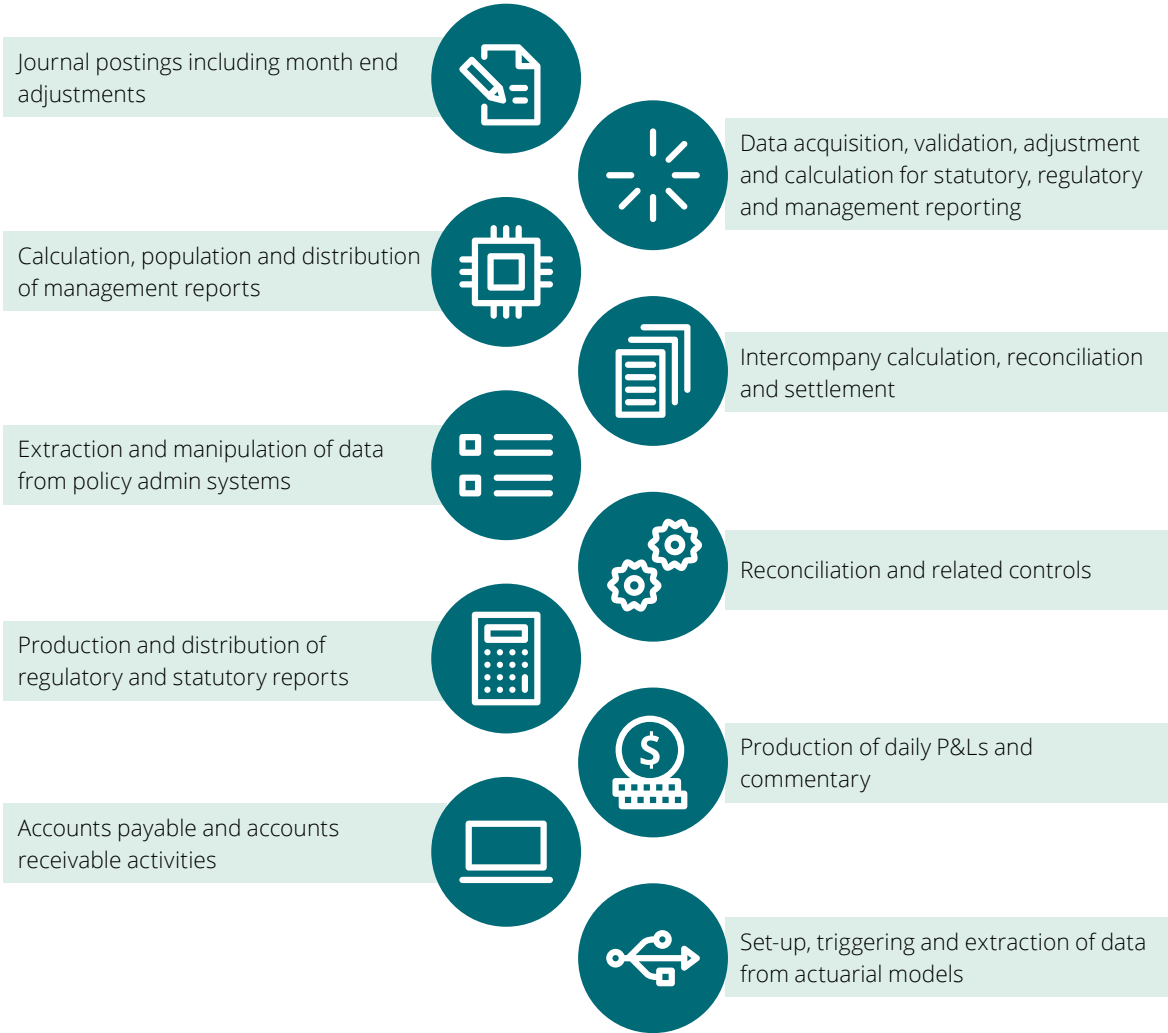 Journal postings including month end
adjustments
Data acquisition, validation, adjustment
and calculation for statutory, regulatory
and management reporting
Calculation, population and distribution
of management reports
Intercompany calculation, reconciliation
and settlement
Extraction and manipulation of data
from policy admin systems
Reconciliation and related controls
Production and distribution of
regulatory and statutory reports
$
Production of daily P&Ls and
commentary
Accounts payable and accounts
receivable activities
Set-up, triggering and extraction of data
from actuarial models